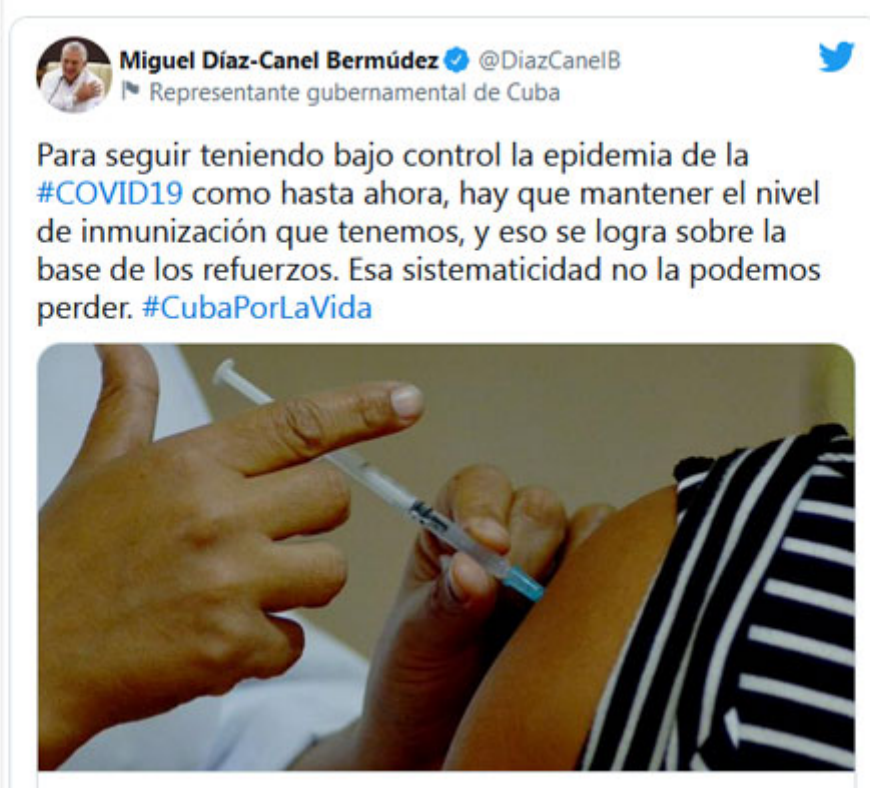 Miguel Díaz-Canel Bermúdez @DiazCanelB
Representante gubernamental de Cuba
Para seguir teniendo bajo control la epidemia de la
#COVID19 como hasta ahora, hay que mantener el nivel
de inmunización que tenemos, y eso se logra sobre la
base de los refuerzos. Esa sistematicidad no la podemos
perder. #CubaPorLaVida